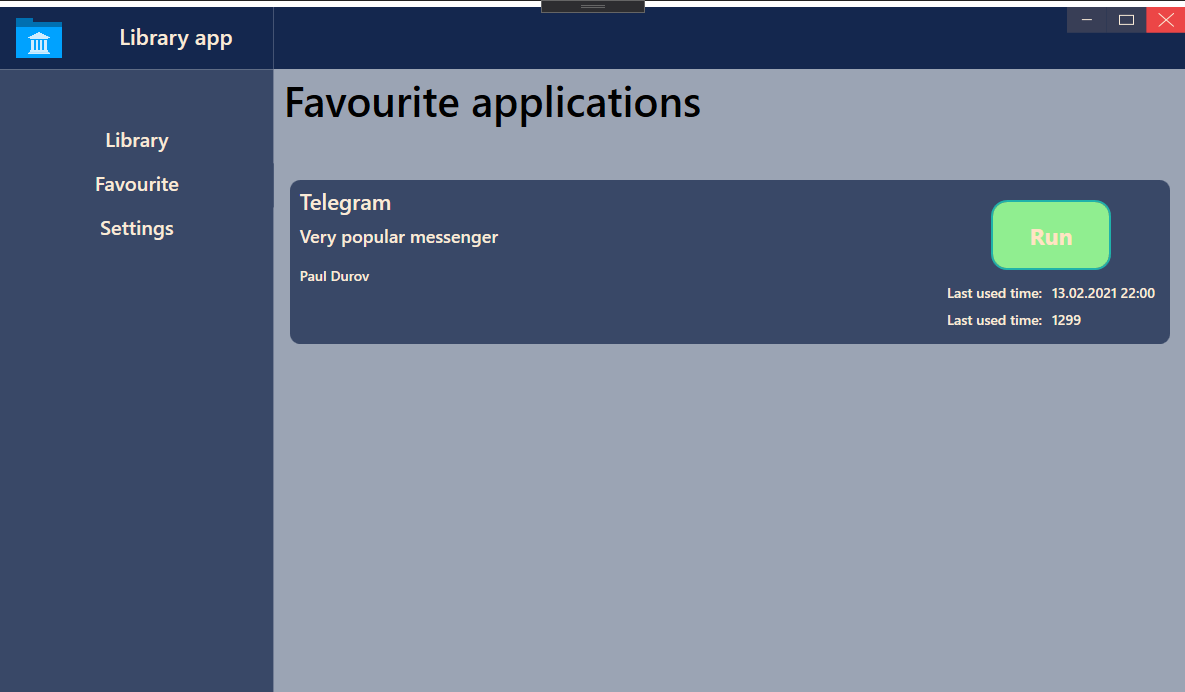 Library app
Library
Favourite
Settings
Favourite applications
Telegram
Very popular messenger
Paul Durov
Run
Last used time: 13.02.2021 22:00
Last used time: 1299